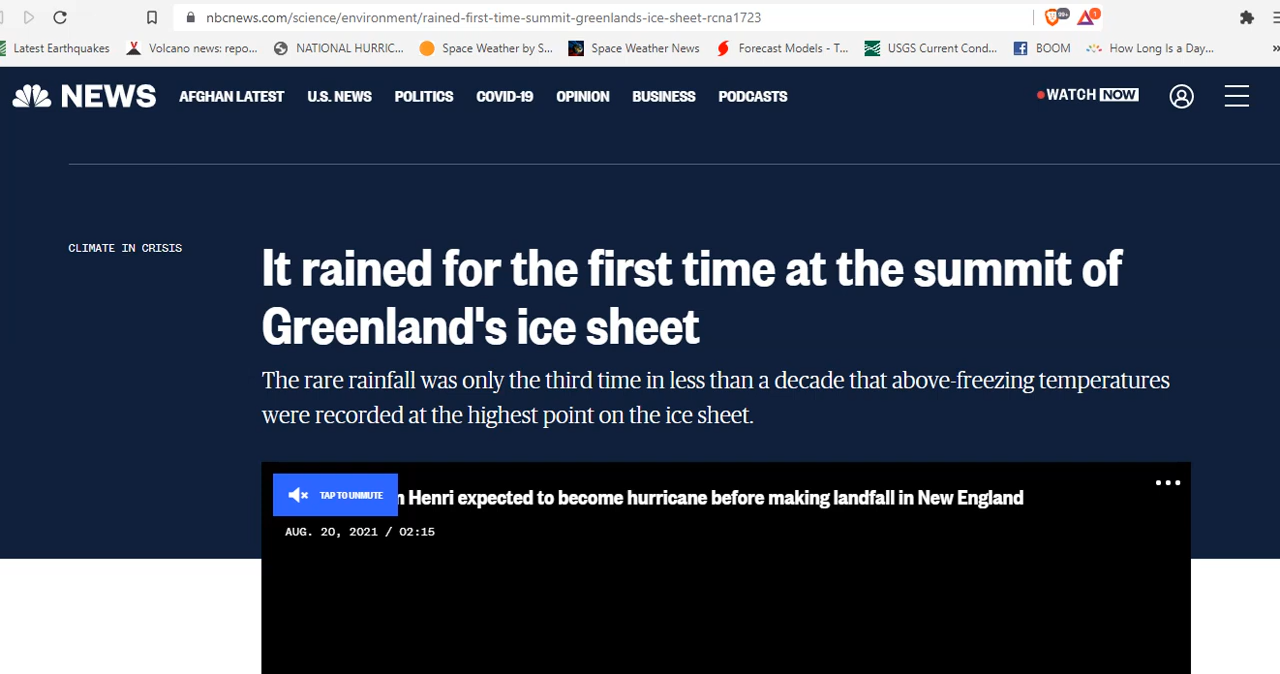 nbcnews.com/science/environment/rained-first-time-summit-greenlands-ice-sheet-rcna1723 99+ 1
Latest Earthquakes Volcano news: repo... NATIONAL HURRIC... Space Weather by S... Space Weather News Forecast Models - T... USGS Current Cond... BOOM How Long Is a Day... »
NEWS AFGHAN LATEST U.S. NEWS POLITICS COVID-19 OPINION BUSINESS PODCASTS WATCH NOW
CLIMATE IN CRISIS
It rained for the first time at the summit of
Greenland's ice sheet
The rare rainfall was only the third time in less than a decade that above-freezing temperatures
were recorded at the highest point on the ice sheet.
TAP TO UNMUTE n Henri expected to become hurricane before making landfall in New England
AUG. 20, 2021 / 02:15